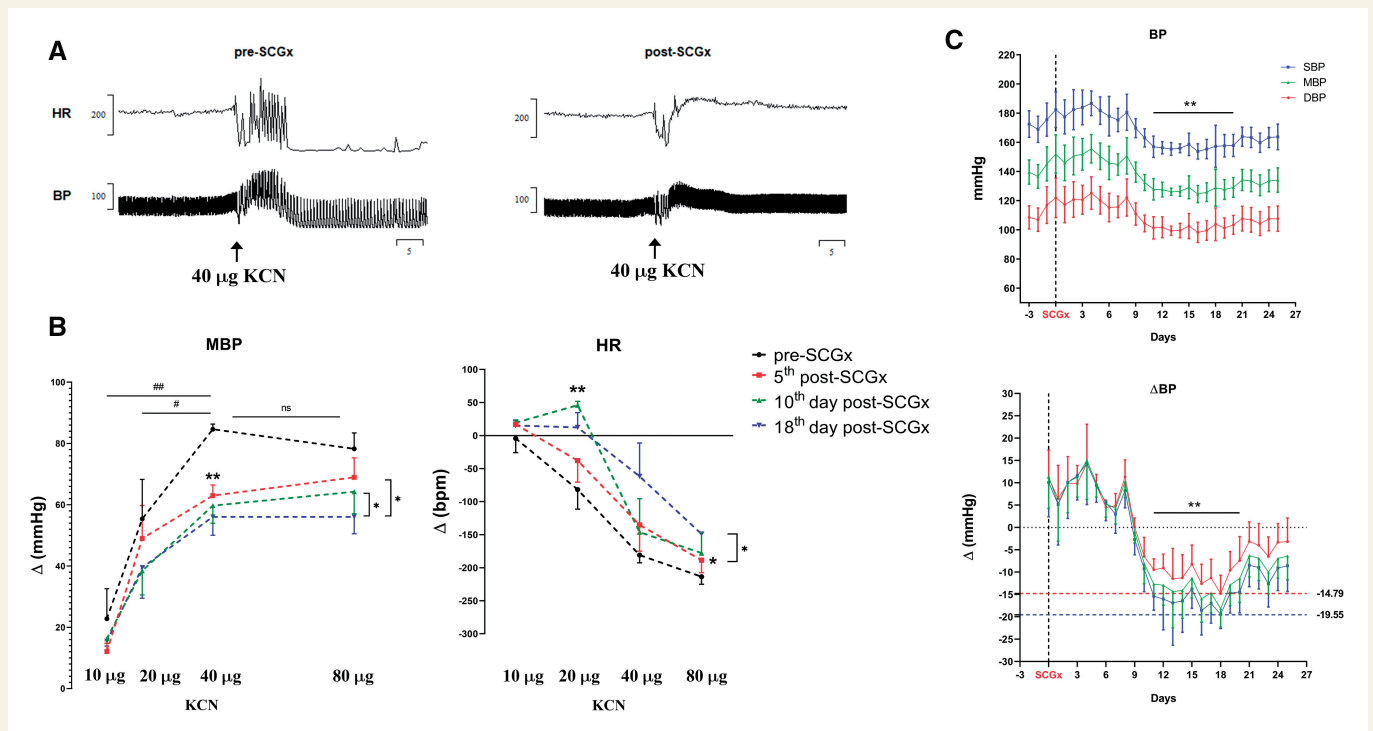 A
pre-SCGx
post-SCGx
HR
200
200
BP
100
100
5
5
40 µg KCN
40 µg KCN
B
MBP
Δ (mmHg)
100
80
60
40
20
0
##
#
ns
**
*
*
10 µg
20 µg
40 µg
80 µg
KCN
HR
Δ (bpm)
100
50
0
-50
-100
-150
-200
-250
-300
**
*
*
10 µg
20 µg
40 µg
80 µg
KCN
pre-SCGx
5th post-SCGx
10th day post-SCGx
18th day post-SCGx
C
BP
mmHg
220
200
180
160
140
120
100
80
60
SBP
MBP
DBP
**
-3 SCGx 3 6 9 12 15 18 21 24 27
Days
ΔBP
Δ (mmHg)
30
25
20
15
10
5
0
-5
-10
-15
-20
-25
-30
**
-14.79
-19.55
-3 SCGx 3 6 9 12 15 18 21 24 27
Days